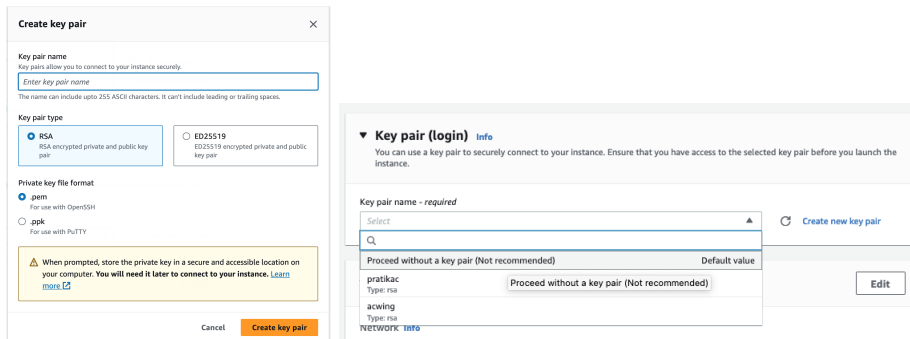 Create key pair
Key pair name
Key pairs allow you to connect to your instance securely.
Enter key pair name
The name can include upto 255 ASCII characters. It can't include leading or trailing spaces.
Key pair type
RSA
RSA encrypted private and public key
pair
ED25519
ED25519 encrypted private and public
key pair
Private key file format
.pem
For use with OpenSSH
.ppk
For use with PuTTY
When prompted, store the private key in a secure and accessible location on
your computer. You will need it later to connect to your instance. Learn
more
Cancel
Create key pair
Key pair (login) Info
You can use a key pair to securely connect to your instance. Ensure that you have access to the selected key pair before you launch the
instance.
Key pair name - required
Select
Create new key pair
Proceed without a key pair (Not recommended) Default value
pratikac
Type: rsa
Proceed without a key pair (Not recommended)
acwing
Type: rsa
Edit
Network Info